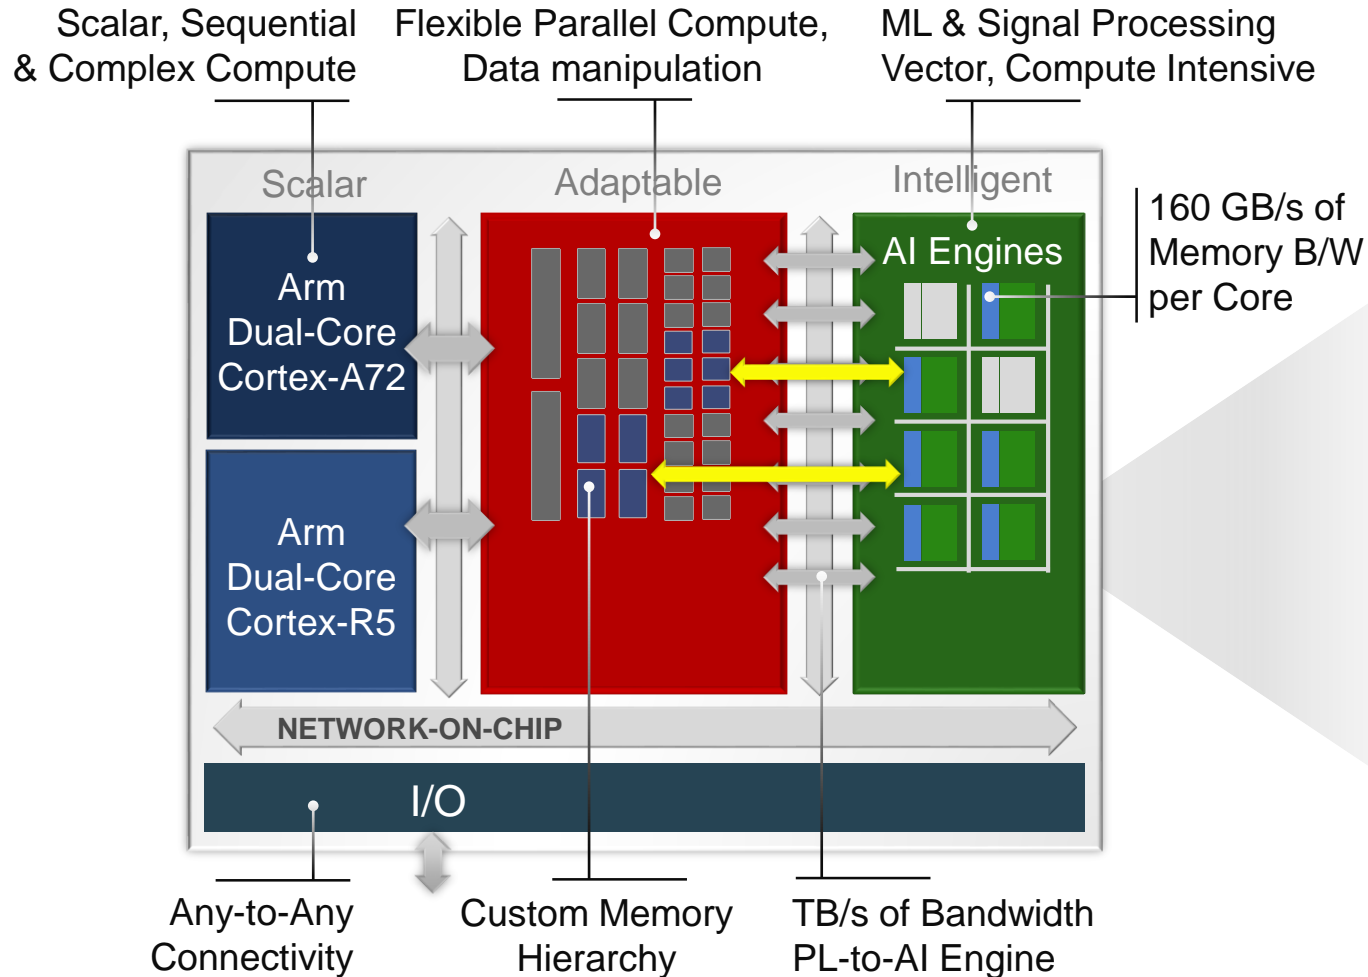 Scalar, Sequential
& Complex Compute
Flexible Parallel Compute,
Data manipulation
ML & Signal Processing
Vector, Compute Intensive
Scalar
Adaptable
Intelligent
Arm
Dual-Core
Cortex-A72
AI Engines
160 GB/s of
Memory B/W
per Core
Arm
Dual-Core
Cortex-R5
NETWORK-ON-CHIP
I/O
Any-to-Any
Connectivity
Custom Memory
Hierarchy
TB/s of Bandwidth
PL-to-AI Engine